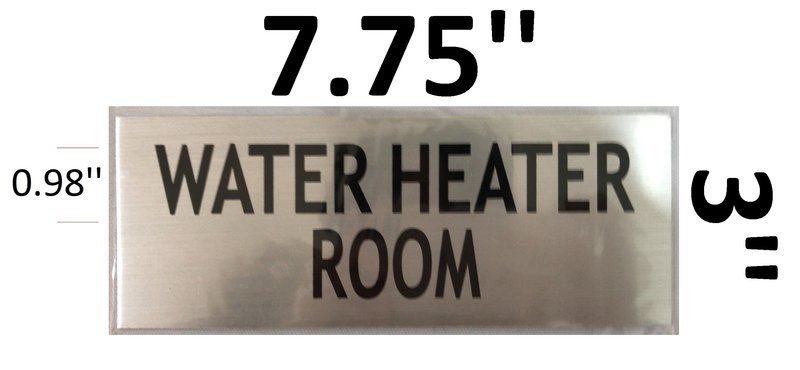 7.75''
0.98''
WATER HEATER
ROOM
3''